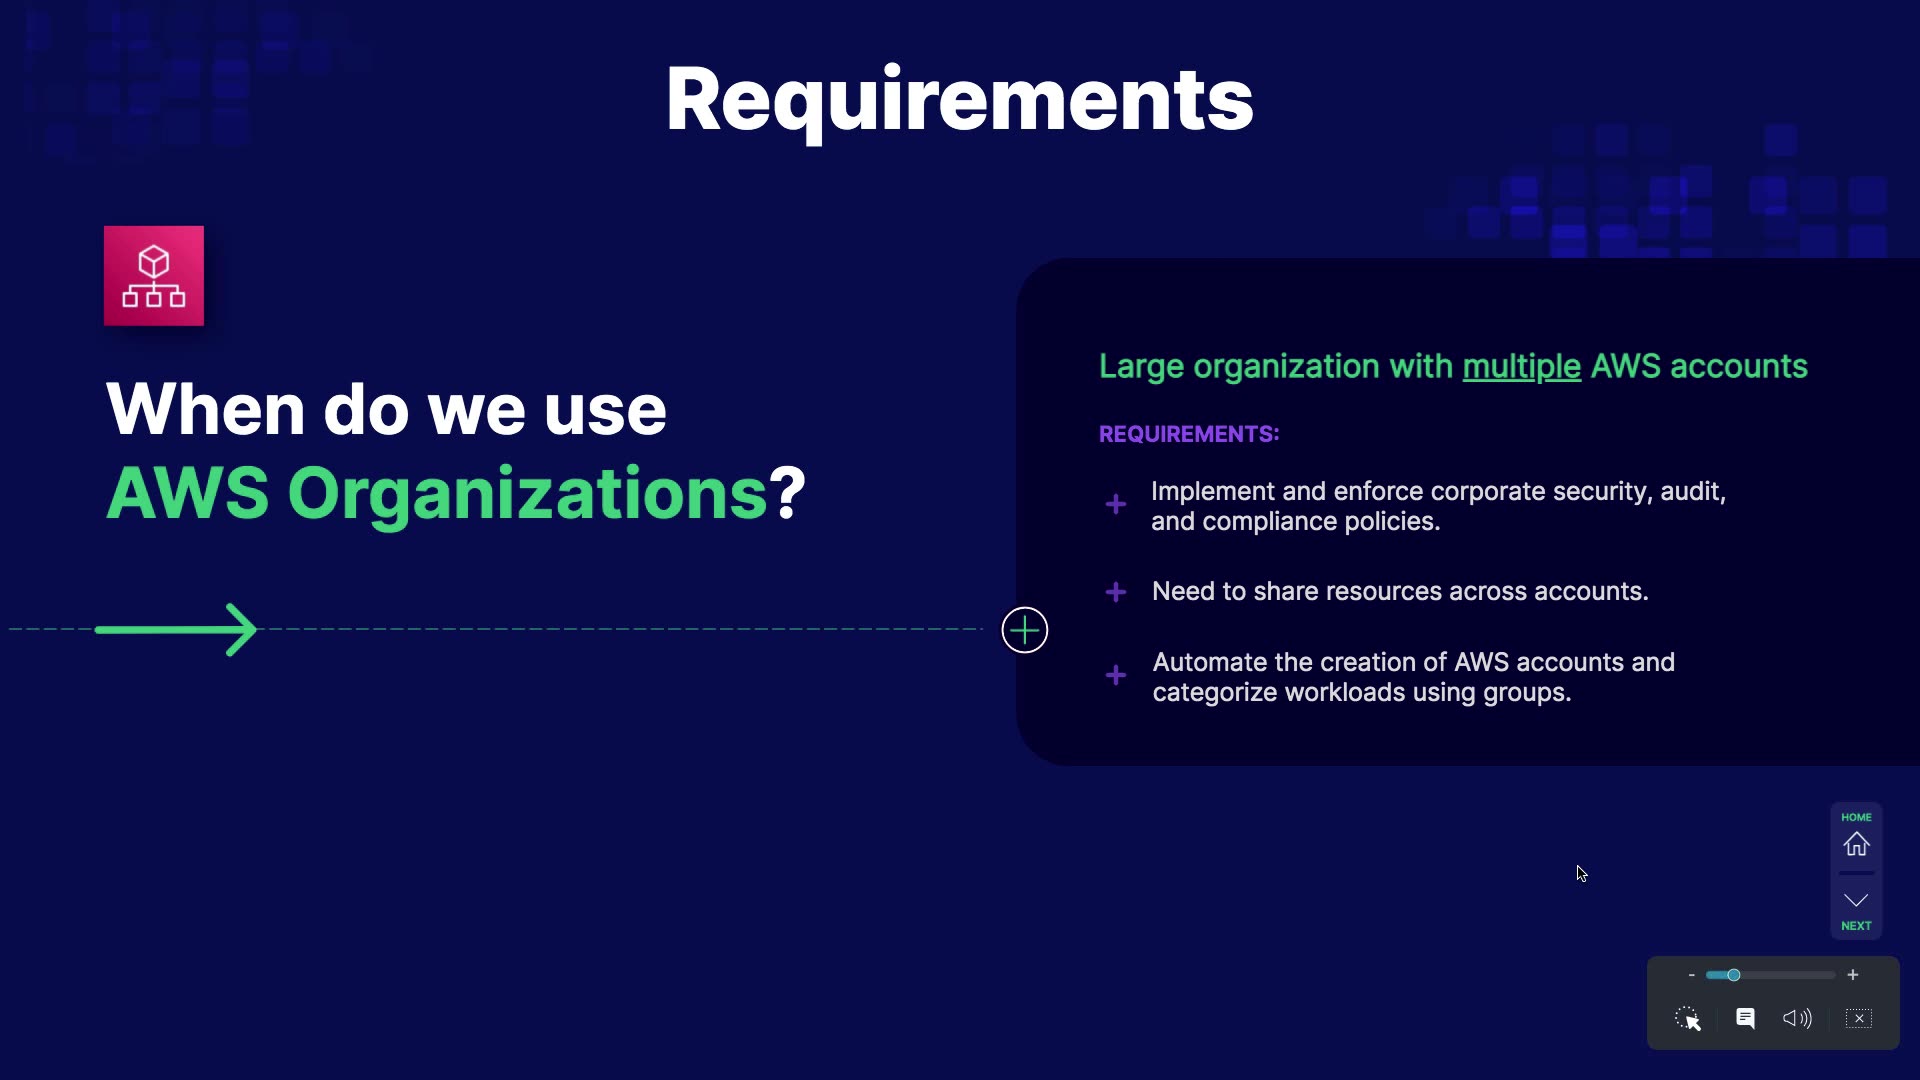 Requirements
When do we use
AWS Organizations?
Large organization with multiple AWS accounts
REQUIREMENTS:
Implement and enforce corporate security, audit,
and compliance policies.
Need to share resources across accounts.
Automate the creation of AWS accounts and
categorize workloads using groups.
HOME
NEXT